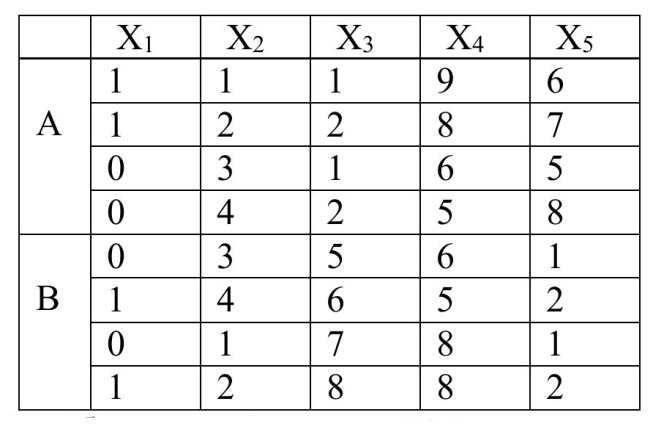 X₁ X₂ X₃ X₄ X₅
A
1 1 1 9 6
1 2 2 8 7
0 3 1 6 5
0 4 2 5 8
B
0 3 5 6 1
1 4 6 5 2
0 1 7 8 1
1 2 8 8 2